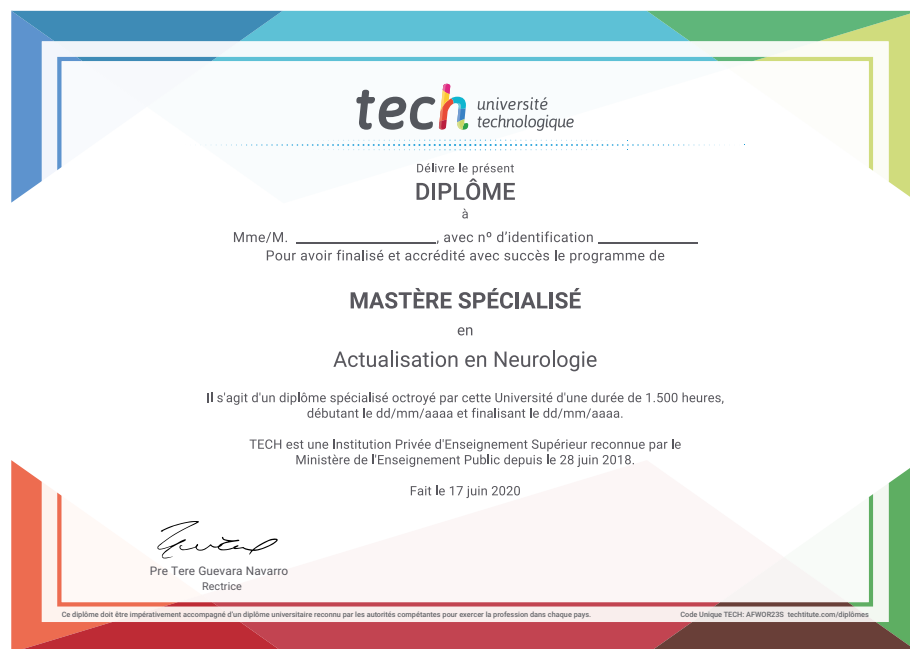 tech université
technologique
Délivre le présent
DIPLÔME
à
Mme/M. ____________________, avec nº d'identification ______________
Pour avoir finalisé et accrédité avec succès le programme de
MASTÈRE SPÉCIALISÉ
en
Actualisation en Neurologie
Il s'agit d'un diplôme spécialisé octroyé par cette Université d'une durée de 1.500 heures,
débutant le dd/mm/aaaa et finalisant le dd/mm/aaaa.
TECH est une Institution Privée d'Enseignement Supérieur reconnue par le
Ministère de l'Enseignement Public depuis le 28 juin 2018.
Fait le 17 juin 2020
Pre Tere Guevara Navarro
Rectrice
Ce diplôme doit être impérativement accompagné d'un diplôme universitaire reconnu par les autorités compétantes pour exercer la profession dans chaque pays.
Code Unique TECH: AFWOR23S techtitute.com/diplômes